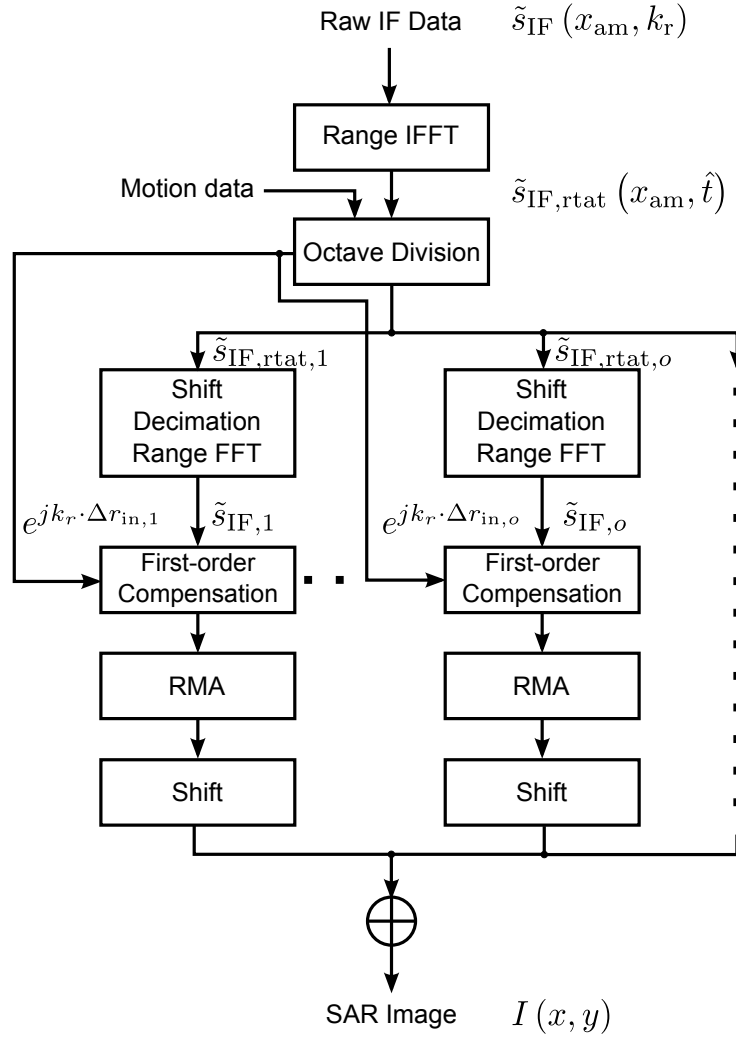 Raw IF Data s̃_IF (x_am, k_r)
Range IFFT
Motion data s̃_IF,rtat (x_am, t̂)
Octave Division
s̃_IF,rtat,1 s̃_IF,rtat,o
Shift
Decimation
Range FFT
Shift
Decimation
Range FFT
e^{jk_r·Δr_in,1} s̃_IF,1 e^{jk_r·Δr_in,o} s̃_IF,o
First-order
Compensation
First-order
Compensation
RMA RMA
Shift Shift
SAR Image I (x, y)